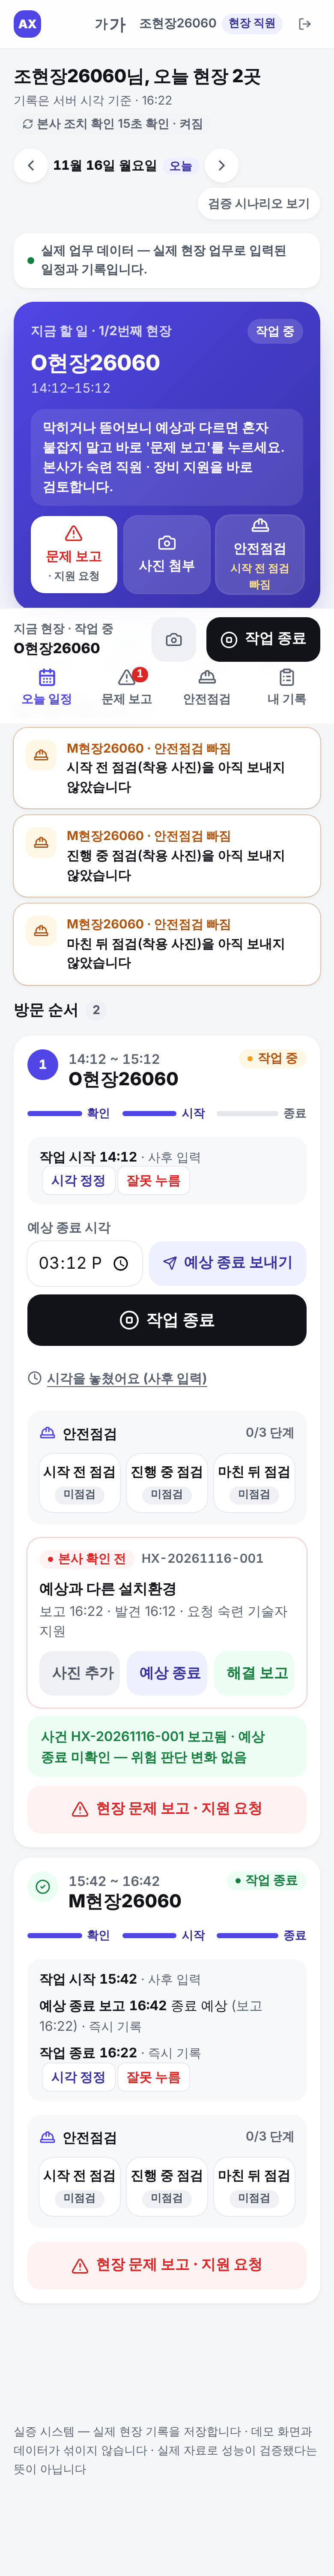 AX
가가 조현장26060 현장 직원
조현장26060님, 오늘 현장 2곳
기록은 서버 시각 기준 · 16:22
본사 조치 확인 15초 확인 · 켜짐
11월 16일 월요일 오늘
검증 시나리오 보기
실제 업무 데이터 — 실제 현장 업무로 입력된
일정과 기록입니다.
지금 할 일 · 1/2번째 현장
작업 중
O현장26060
14:12–15:12
막히거나 뜯어보니 예상과 다르면 혼자
붙잡지 말고 바로 '문제 보고'를 누르세요.
본사가 숙련 직원 · 장비 지원을 바로
검토합니다.
문제 보고
· 지원 요청
사진 첨부
안전점검
시작 전 점검
빠짐
지금 현장 · 작업 중
O현장26060
작업 종료
오늘 일정
문제 보고
1
안전점검
내 기록
M현장26060 · 안전점검 빠짐
시작 전 점검(착용 사진)을 아직 보내지
않았습니다
M현장26060 · 안전점검 빠짐
진행 중 점검(착용 사진)을 아직 보내지
않았습니다
M현장26060 · 안전점검 빠짐
마친 뒤 점검(착용 사진)을 아직 보내지
않았습니다
방문 순서 2
1
14:12 ~ 15:12
작업 중
O현장26060
확인 시작 종료
작업 시작 14:12 · 사후 입력
시각 정정 잘못 누름
예상 종료 시각
03:12 P
예상 종료 보내기
작업 종료
시각을 놓쳤어요 (사후 입력)
안전점검
0/3 단계
시작 전 점검 진행 중 점검 마친 뒤 점검
미점검 미점검 미점검
본사 확인 전 HX-20261116-001
예상과 다른 설치환경
보고 16:22 · 발견 16:12 · 요청 숙련 기술자
지원
사진 추가 예상 종료 해결 보고
사건 HX-20261116-001 보고됨 · 예상
종료 미확인 — 위험 판단 변화 없음
현장 문제 보고 · 지원 요청
15:42 ~ 16:42
작업 종료
M현장26060
확인 시작 종료
작업 시작 15:42 · 사후 입력
예상 종료 보고 16:42 종료 예상 (보고
16:22) · 즉시 기록
작업 종료 16:22 · 즉시 기록
시각 정정 잘못 누름
안전점검
0/3 단계
시작 전 점검 진행 중 점검 마친 뒤 점검
미점검 미점검 미점검
현장 문제 보고 · 지원 요청
실증 시스템 — 실제 현장 기록을 저장합니다 · 데모 화면과
데이터가 섞이지 않습니다 · 실제 자료로 성능이 검증됐다는
뜻이 아닙니다